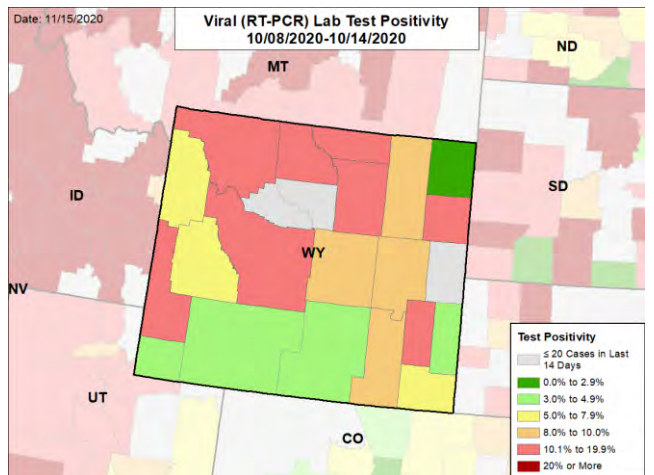 Date: 11/15/2020
Viral (RT-PCR) Lab Test Positivity
10/08/2020-10/14/2020
MT
ND
ID
SD
WY
NV
UT
CO
Test Positivity
≤ 20 Cases in Last
14 Days
0.0% to 2.9%
3.0% to 4.9%
5.0% to 7.9%
8.0% to 10.0%
10.1% to 19.9%
20% or More